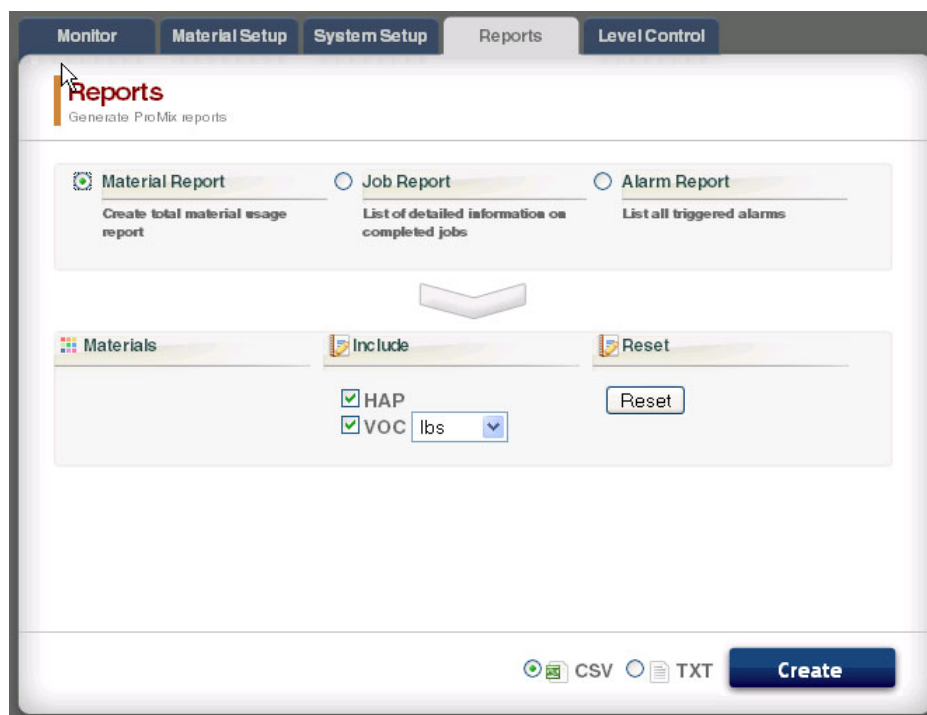 Monitor Material Setup System Setup Reports Level Control
Reports
Generate ProMix reports
Material Report Job Report Alarm Report
Create total material usage List of detailed information on List all triggered alarms
report completed jobs
Materials Include Reset
HAP Reset
VOC lbs
CSV TXT Create